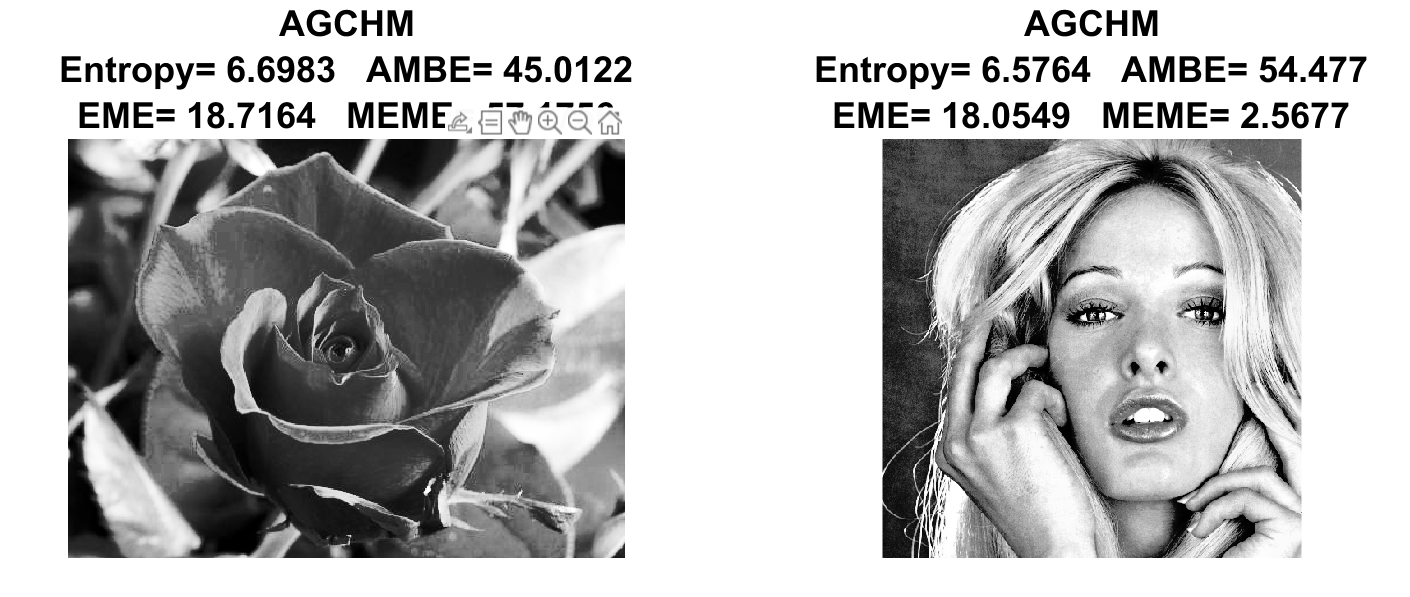 AGCHM
Entropy= 6.6983 AMBE= 45.0122
EME= 18.7164 MEME=
AGCHM
Entropy= 6.5764 AMBE= 54.477
EME= 18.0549 MEME= 2.5677